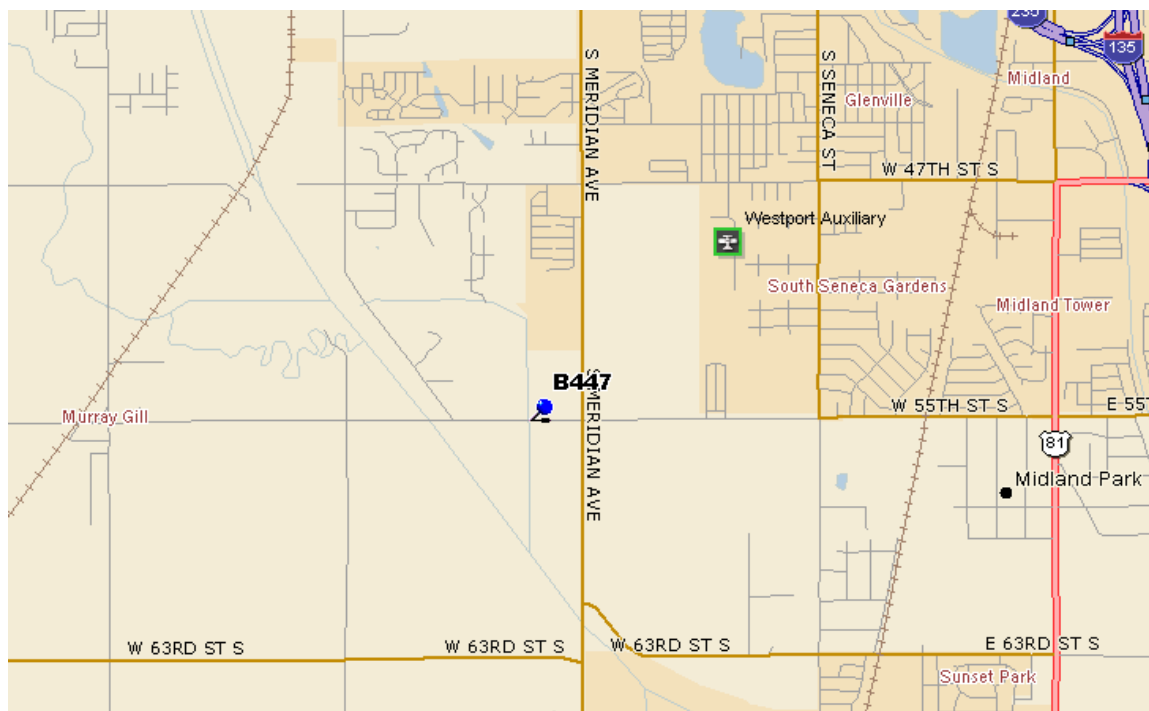 235
135
Midland
S MERIDIAN AVE
S SENECA ST
Glenville
W 47TH ST S
Westport Auxiliary
South Seneca Gardens
Midland Tower
B447
S MERIDIAN AVE
Murray Gill
W 55TH ST S
E 55T
81
Midland Park
W 63RD ST S
W 63RD ST S
W 63RD ST S
E 63RD ST S
Sunset Park